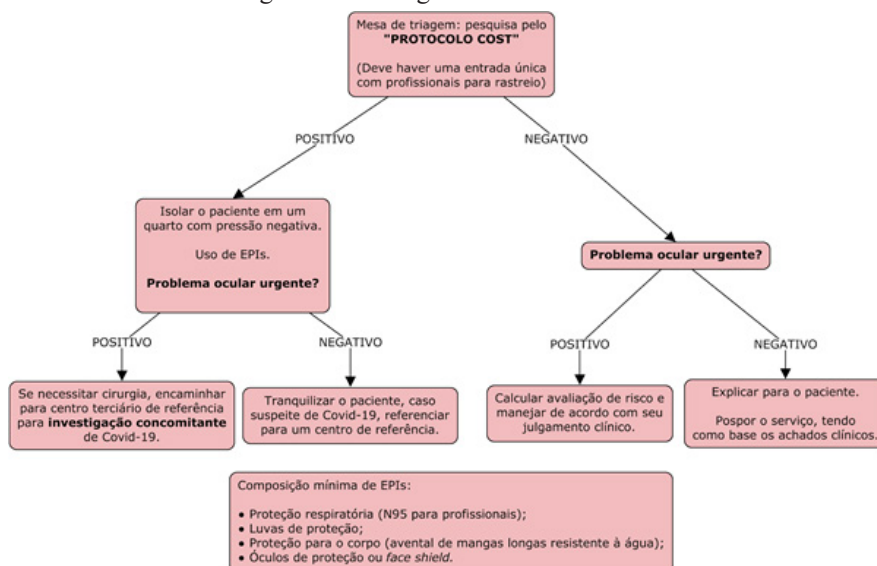 Mesa de triagem: pesquisa pelo
"PROTOCOLO COST"
(Deve haver uma entrada única
com profissionais para rastreio)
POSITIVO
NEGATIVO
Isolar o paciente em um
quarto com pressão negativa.
Uso de EPIs.
Problema ocular urgente?
Problema ocular urgente?
POSITIVO
NEGATIVO
POSITIVO
NEGATIVO
Se necessitar cirurgia, encaminhar
para centro terciário de referência
para investigação concomitante
de Covid-19.
Tranquilizar o paciente, caso
suspeite de Covid-19, referenciar
para um centro de referência.
Calcular avaliação de risco e
manejar de acordo com seu
julgamento clínico.
Explicar para o paciente.
Pospor o serviço, tendo
como base os achados clínicos.
Composição mínima de EPIs:
• Proteção respiratória (N95 para profissionais);
• Luvas de proteção;
• Proteção para o corpo (avental de mangas longas resistente à água);
• Óculos de proteção ou face shield.